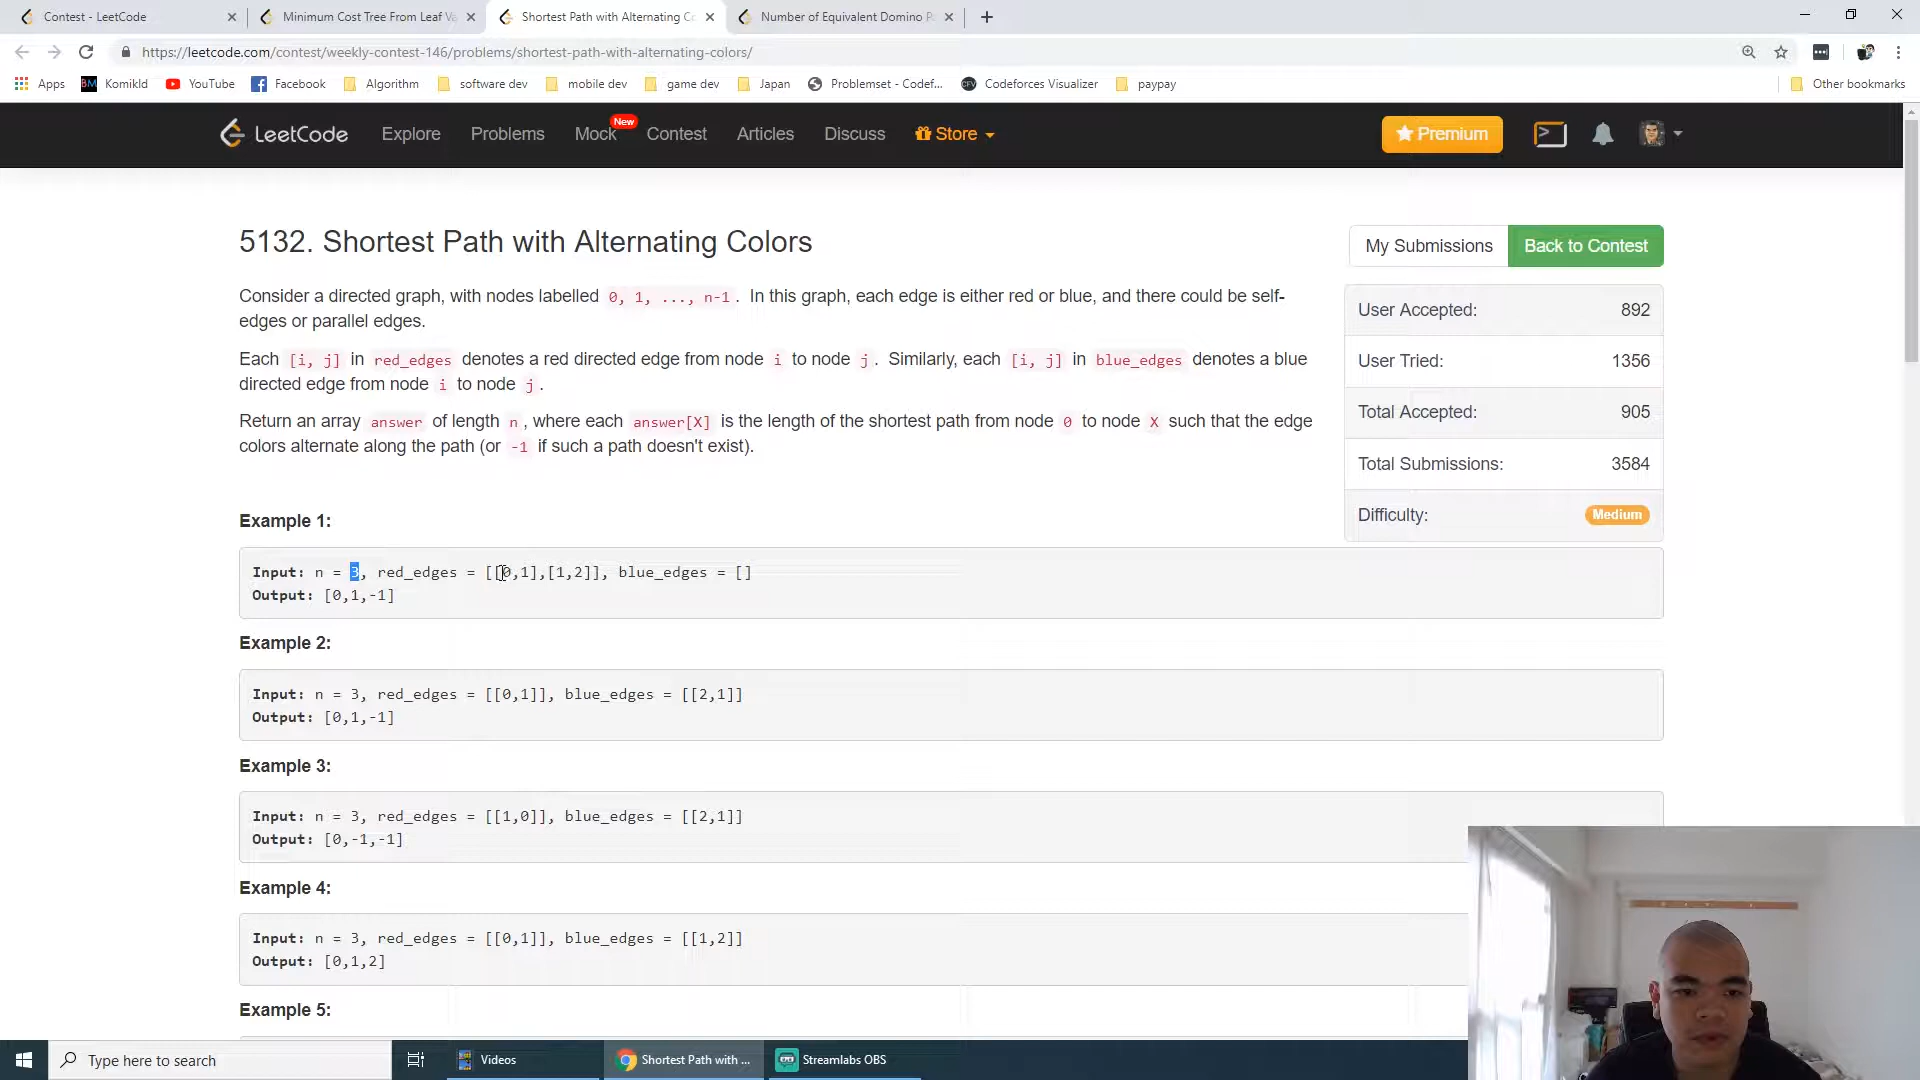 Contest - LeetCode
Minimum Cost Tree From Leaf Va
Shortest Path with Alternating Co
Number of Equivalent Domino P
https://leetcode.com/contest/weekly-contest-146/problems/shortest-path-with-alternating-colors/
Apps
BM Komikld
YouTube
Facebook
Algorithm
software dev
mobile dev
game dev
Japan
Problemset - Codef...
CFV Codeforces Visualizer
paypay
Other bookmarks
LeetCode
Explore
Problems
Mock
New
Contest
Articles
Discuss
Store
Premium
5132. Shortest Path with Alternating Colors
My Submissions
Back to Contest
Consider a directed graph, with nodes labelled 0, 1, ..., n-1. In this graph, each edge is either red or blue, and there could be self-
edges or parallel edges.
Each [i, j] in red_edges denotes a red directed edge from node i to node j. Similarly, each [i, j] in blue_edges denotes a blue
directed edge from node i to node j.
Return an array answer of length n, where each answer[X] is the length of the shortest path from node 0 to node X such that the edge
colors alternate along the path (or -1 if such a path doesn't exist).
User Accepted: 892
User Tried: 1356
Total Accepted: 905
Total Submissions: 3584
Difficulty: Medium
Example 1:
Input: n = 3, red_edges = [[0,1],[1,2]], blue_edges = []
Output: [0,1,-1]
Example 2:
Input: n = 3, red_edges = [[0,1]], blue_edges = [[2,1]]
Output: [0,1,-1]
Example 3:
Input: n = 3, red_edges = [[1,0]], blue_edges = [[2,1]]
Output: [0,-1,-1]
Example 4:
Input: n = 3, red_edges = [[0,1]], blue_edges = [[1,2]]
Output: [0,1,2]
Example 5:
Type here to search
Videos
Shortest Path with ...
Streamlabs OBS